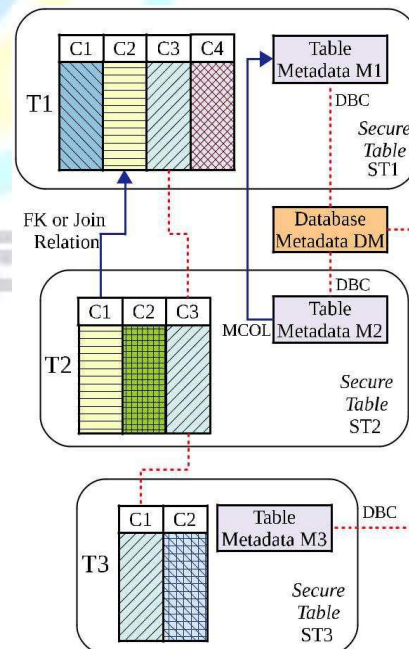 C1 C2 C3 C4
T1
Table
Metadata M1
DBC
Secure
Table
ST1
FK or Join
Relation
Database
Metadata DM
DBC
C1 C2 C3
T2
MCOL
Table
Metadata M2
Secure
Table
ST2
C1 C2
T3
Table
Metadata M3
DBC
Secure
Table
ST3